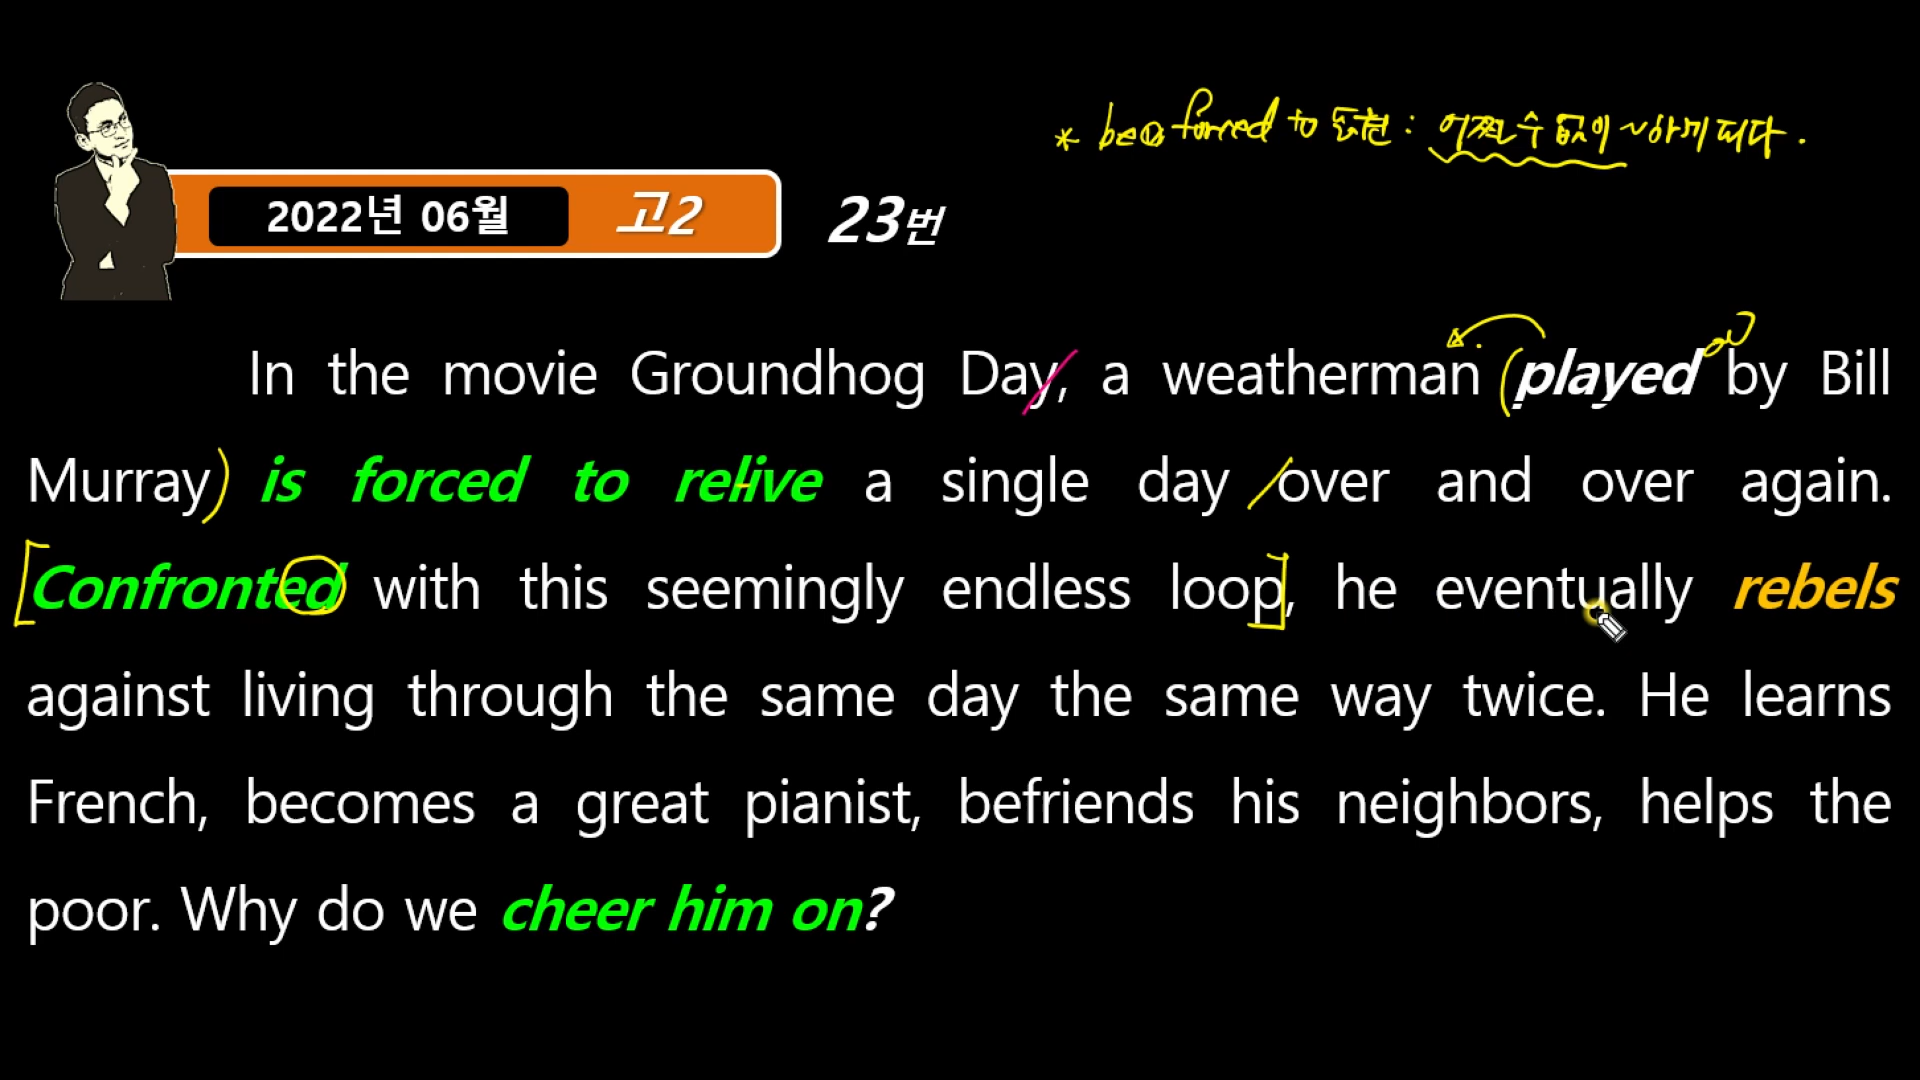 * be forced to 동원 : 어쩔 수 없이 ~하게 되다.
2022년 06월 고2 23번
In the movie Groundhog Day, a weatherman (played by Bill
Murray) is forced to relive a single day / over and over again.
[Confronted with this seemingly endless loop], he eventually rebels
against living through the same day the same way twice. He learns
French, becomes a great pianist, befriends his neighbors, helps the
poor. Why do we cheer him on?